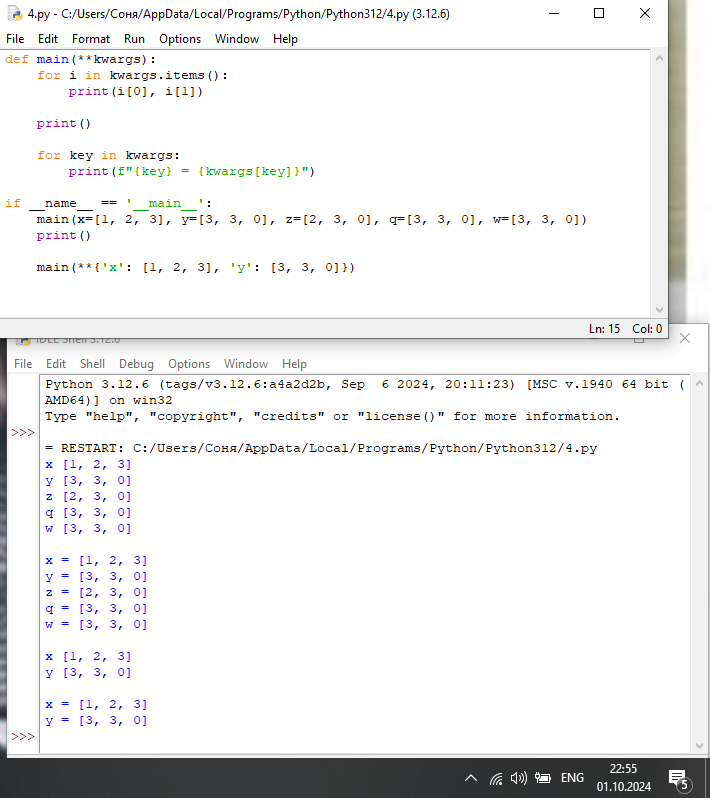 4.py - C:/Users/Соня/AppData/Local/Programs/Python/Python312/4.py (3.12.6)
File Edit Format Run Options Window Help
def main(**kwargs):
    for i in kwargs.items():
        print(i[0], i[1])

    print()

    for key in kwargs:
        print(f"{key} = {kwargs[key]}")

if __name__ == '__main__':
    main(x=[1, 2, 3], y=[3, 3, 0], z=[2, 3, 0], q=[3, 3, 0], w=[3, 3, 0])
    print()

    main(**{'x': [1, 2, 3], 'y': [3, 3, 0]})
Ln: 15 Col: 0
IDLE Shell 3.12.6
File Edit Shell Debug Options Window Help
Python 3.12.6 (tags/v3.12.6:a4a2d2b, Sep  6 2024, 20:11:23) [MSC v.1940 64 bit (
AMD64)] on win32
Type "help", "copyright", "credits" or "license()" for more information.
>>>
= RESTART: C:/Users/Соня/AppData/Local/Programs/Python/Python312/4.py
x [1, 2, 3]
y [3, 3, 0]
z [2, 3, 0]
q [3, 3, 0]
w [3, 3, 0]

x = [1, 2, 3]
y = [3, 3, 0]
z = [2, 3, 0]
q = [3, 3, 0]
w = [3, 3, 0]

x [1, 2, 3]
y [3, 3, 0]

x = [1, 2, 3]
y = [3, 3, 0]
>>>
ENG
22:55
01.10.2024
5